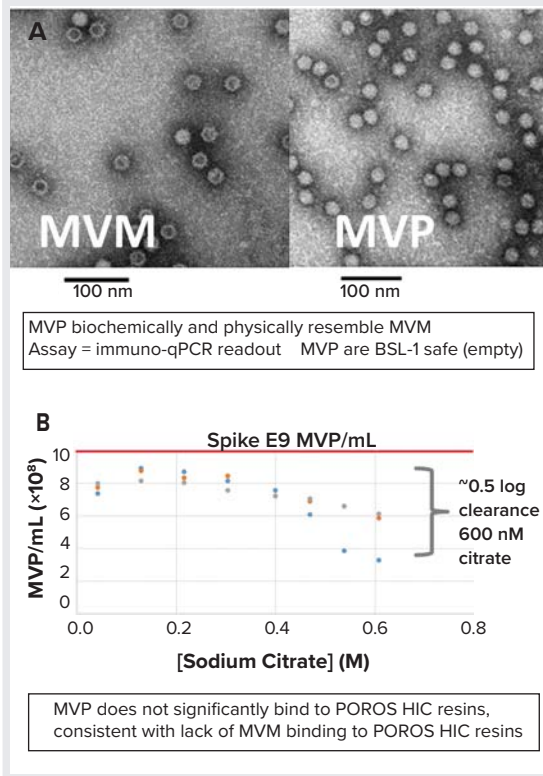 A
MVM
MVP
100 nm
100 nm
MVP biochemically and physically resemble MVM
Assay = immuno-qPCR readout MVP are BSL-1 safe (empty)
B
Spike E9 MVP/mL
MVP/mL (×10⁸)
10
8
6
4
2
0
~0.5 log
clearance
600 nM
citrate
0.0 0.2 0.4 0.6 0.8
[Sodium Citrate] (M)
MVP does not significantly bind to POROS HIC resins,
consistent with lack of MVM binding to POROS HIC resins